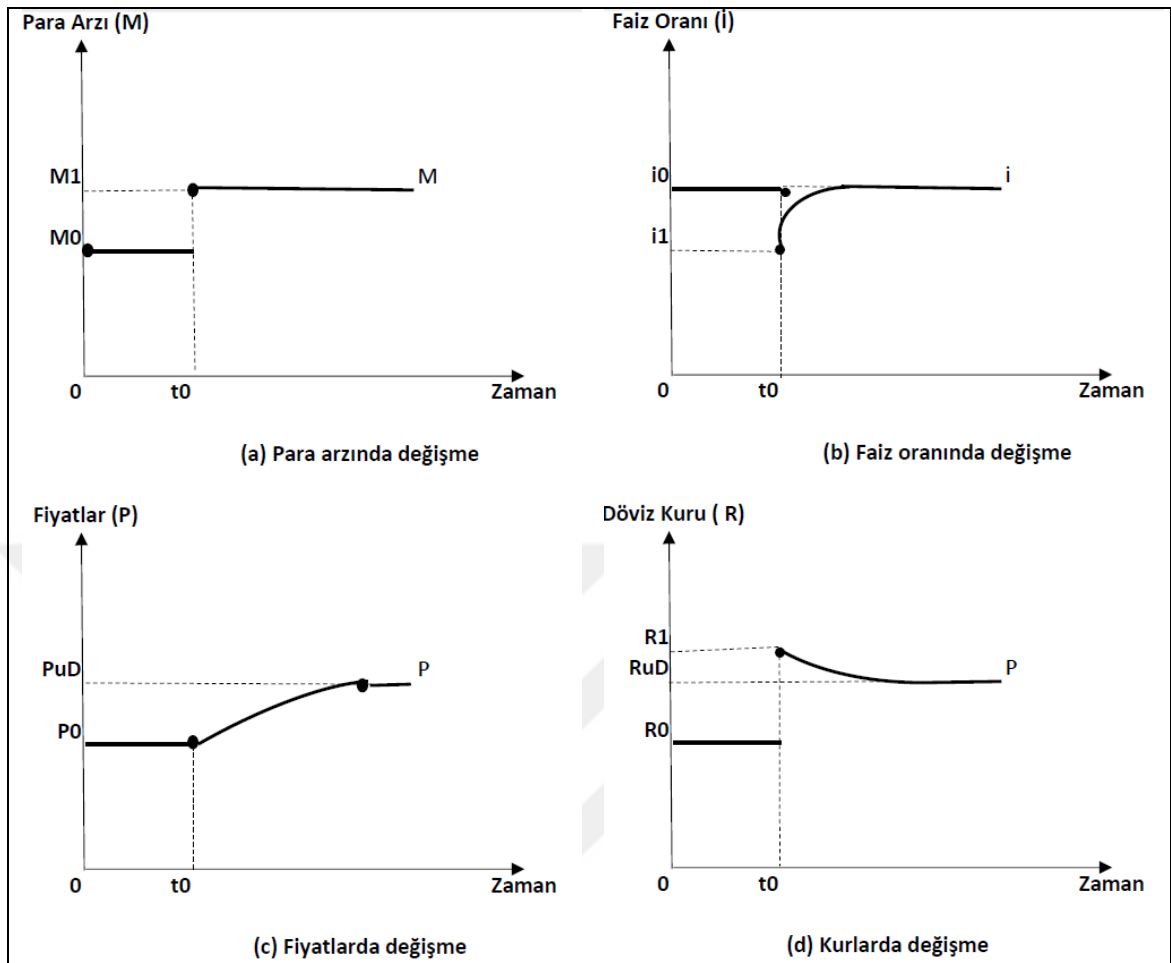 Para Arzı (M)
M1
M
M0
0
t0
Zaman
(a) Para arzında değişme
Faiz Oranı (İ)
i0
i
i1
0
t0
Zaman
(b) Faiz oranında değişme
Fiyatlar (P)
PuD
P
P0
0
t0
Zaman
(c) Fiyatlarda değişme
Döviz Kuru ( R)
R1
RuD
P
R0
0
t0
Zaman
(d) Kurlarda değişme